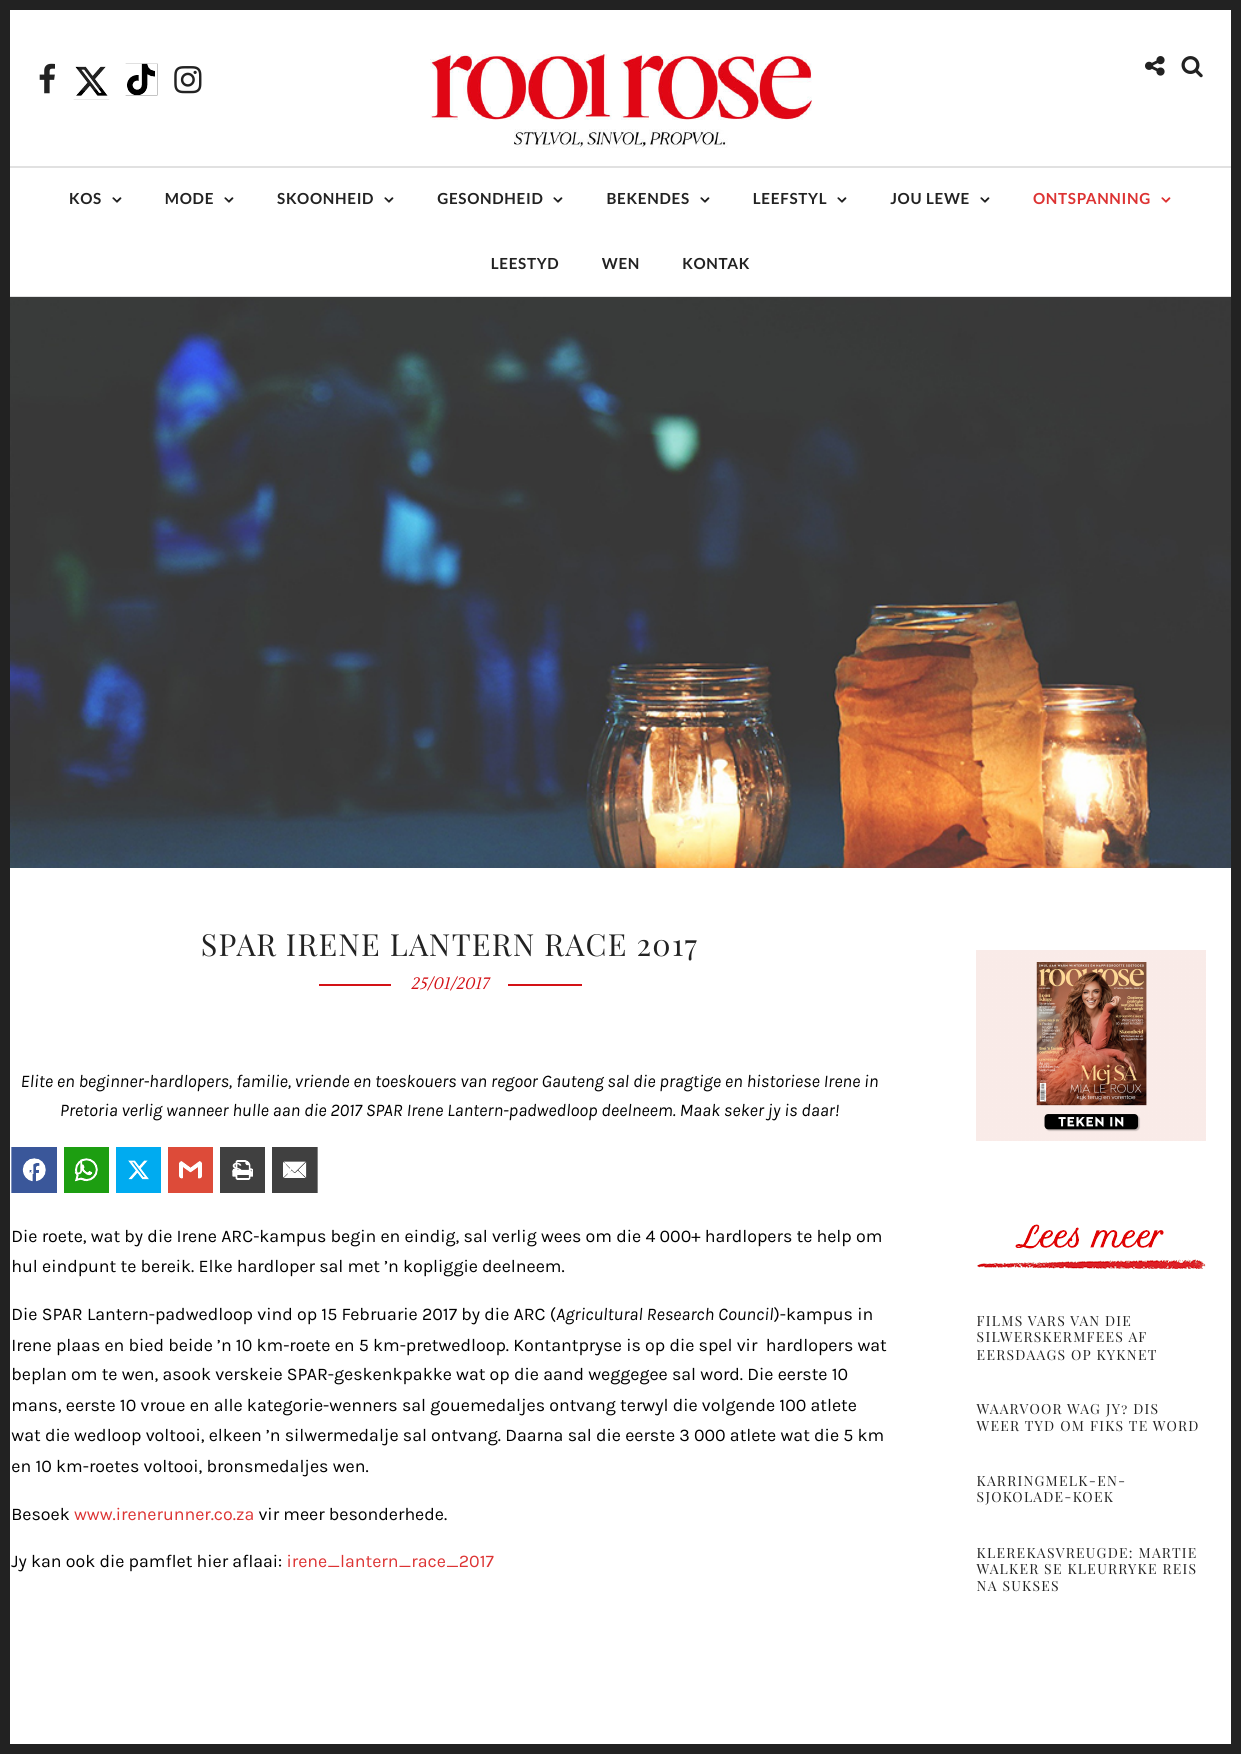 rooi rose
STYLVOL, SINVOL, PROPVOL.
KOS MODE SKOONHEID GESONDHEID BEKENDES LEEFSTYL JOU LEWE ONTSPANNING
LEESTYD WEN KONTAK
SPAR IRENE LANTERN RACE 2017
25/01/2017
Elite en beginner-hardlopers, familie, vriende en toeskouers van regoor Gauteng sal die pragtige en historiese Irene in
Pretoria verlig wanneer hulle aan die 2017 SPAR Irene Lantern-padwedloop deelneem. Maak seker jy is daar!
Die roete, wat by die Irene ARC-kampus begin en eindig, sal verlig wees om die 4 000+ hardlopers te help om
hul eindpunt te bereik. Elke hardloper sal met ’n kopliggie deelneem.
Die SPAR Lantern-padwedloop vind op 15 Februarie 2017 by die ARC (Agricultural Research Council)-kampus in
Irene plaas en bied beide ’n 10 km-roete en 5 km-pretwedloop. Kontantpryse is op die spel vir  hardlopers wat
beplan om te wen, asook verskeie SPAR-geskenkpakke wat op die aand weggegee sal word. Die eerste 10
mans, eerste 10 vroue en alle kategorie-wenners sal gouemedaljes ontvang terwyl die volgende 100 atlete
wat die wedloop voltooi, elkeen ’n silwermedalje sal ontvang. Daarna sal die eerste 3 000 atlete wat die 5 km
en 10 km-roetes voltooi, bronsmedaljes wen.
Besoek www.irenerunner.co.za vir meer besonderhede.
Jy kan ook die pamflet hier aflaai: irene_lantern_race_2017
rooi rose
Mej SA
MIA LE ROUX
kyk terug en vorentoe
TEKEN IN
Lees meer
FILMS VARS VAN DIE
SILWERSKERMFEES AF
EERSDAAGS OP KYKNET
WAARVOOR WAG JY? DIS
WEER TYD OM FIKS TE WORD
KARRINGMELK-EN-
SJOKOLADE-KOEK
KLEREKASVREUGDE: MARTIE
WALKER SE KLEURRYKE REIS
NA SUKSES